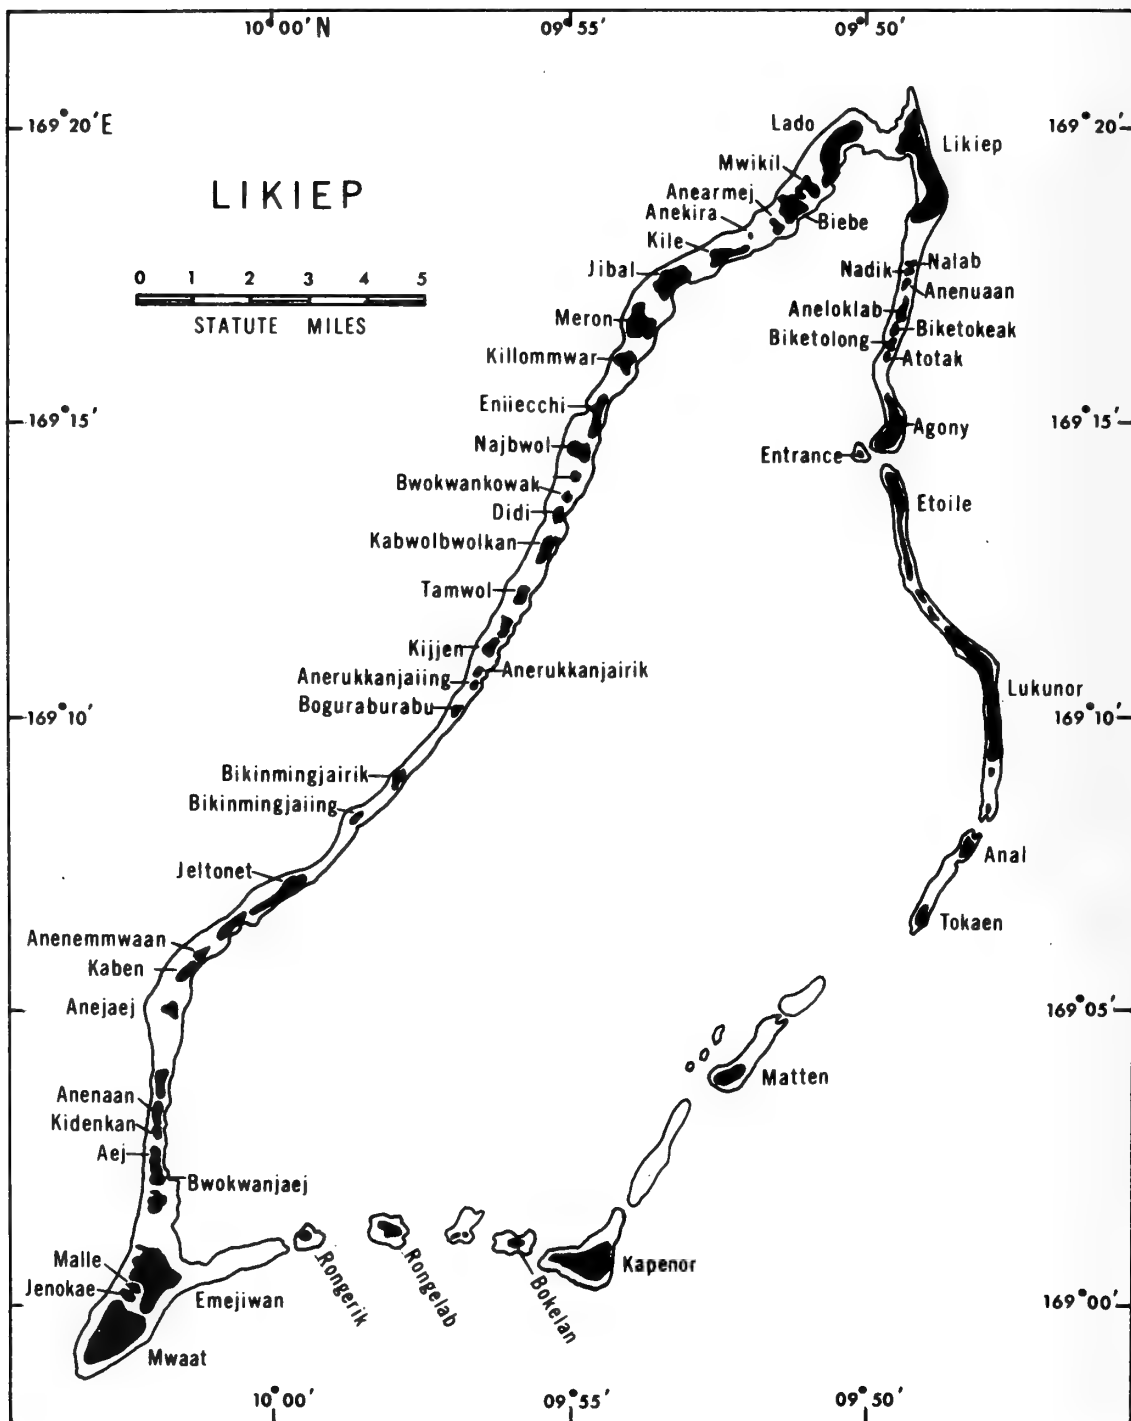 10°00′N
09°55′
09°50′
169°20′E
Lado
169°20′
Likiep
Mwikil
LIKIEP
Anearmej
Anekira
Biebe
Kile
Nalab
Jibal
Nadik
0 1 2 3 4 5
Anenuaan
STATUTE MILES
Aneloklab
Meron
Biketokeak
Biketolong
Killommwar
Atotak
Eniiecchi
169°15′
Agony
169°15′
Najbwol
Entrance
Bwokwankowak
Etoile
Didi
Kabwolbwolkan
Tamwol
Kijjen
Anerukkanjairik
Anerukkanjaiing
Lukunor
Boguraburabu
169°10′
169°10′
Bikinmingjairik
Bikinmingjaiing
Anal
Jeltonet
Tokaen
Anenemmwaan
Kaben
Anejaej
169°05′
Matten
Anenaan
Kidenkan
Aej
Bwokwanjaej
Malle
Kapenor
Jenokae
Emejiwan
Rongerik
Rongelab
Bokelan
169°00′
Mwaat
10°00′
09°55′
09°50′